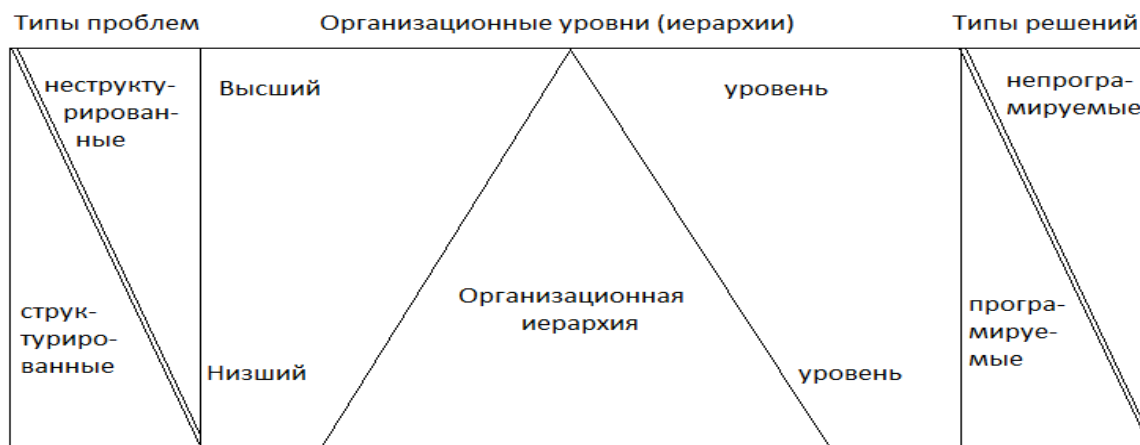 Типы проблем
Организационные уровни (иерархии)
Типы решений
неструкту-
рирован-
ные
Высший
уровень
непрогра-
мируемые
струк-
туриро-
ванные
Низший
Организационная
иерархия
уровень
програ-
мируе-
мые